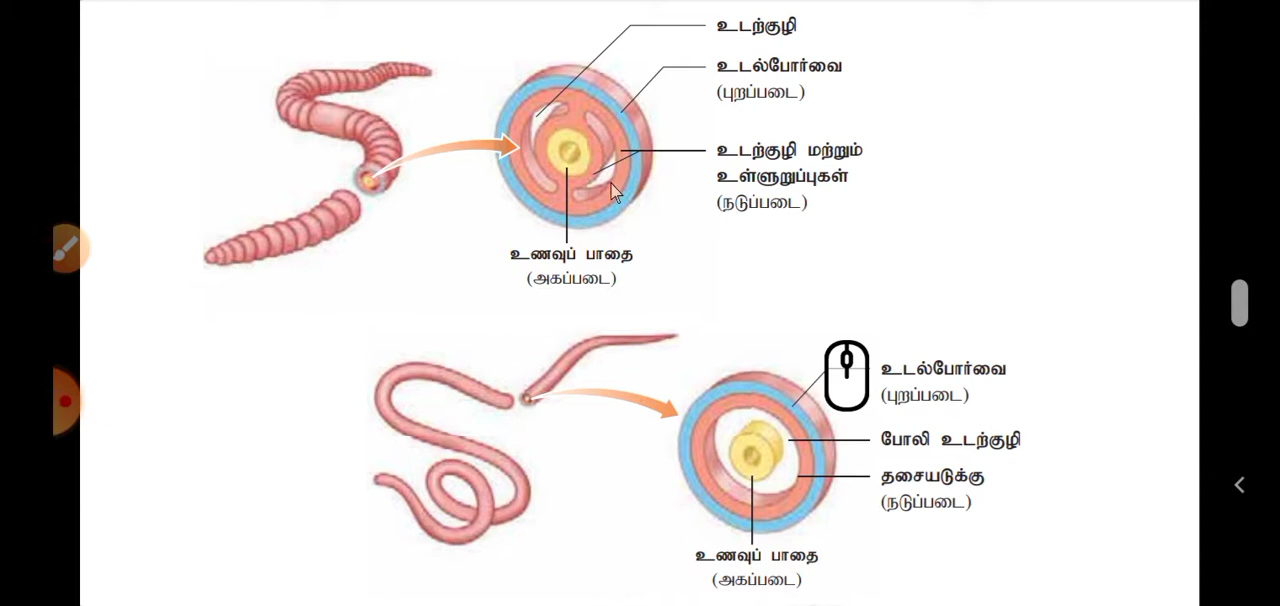 உடற்குழி
உடல்போர்வை
(புறப்படை)
உடற்குழி மற்றும்
உள்ளுறுப்புகள்
(நடுப்படை)
உணவுப் பாதை
(அகப்படை)
உடல்போர்வை
(புறப்படை)
போலி உடற்குழி
தசையடுக்கு
(நடுப்படை)
உணவுப் பாதை
(அகப்படை)